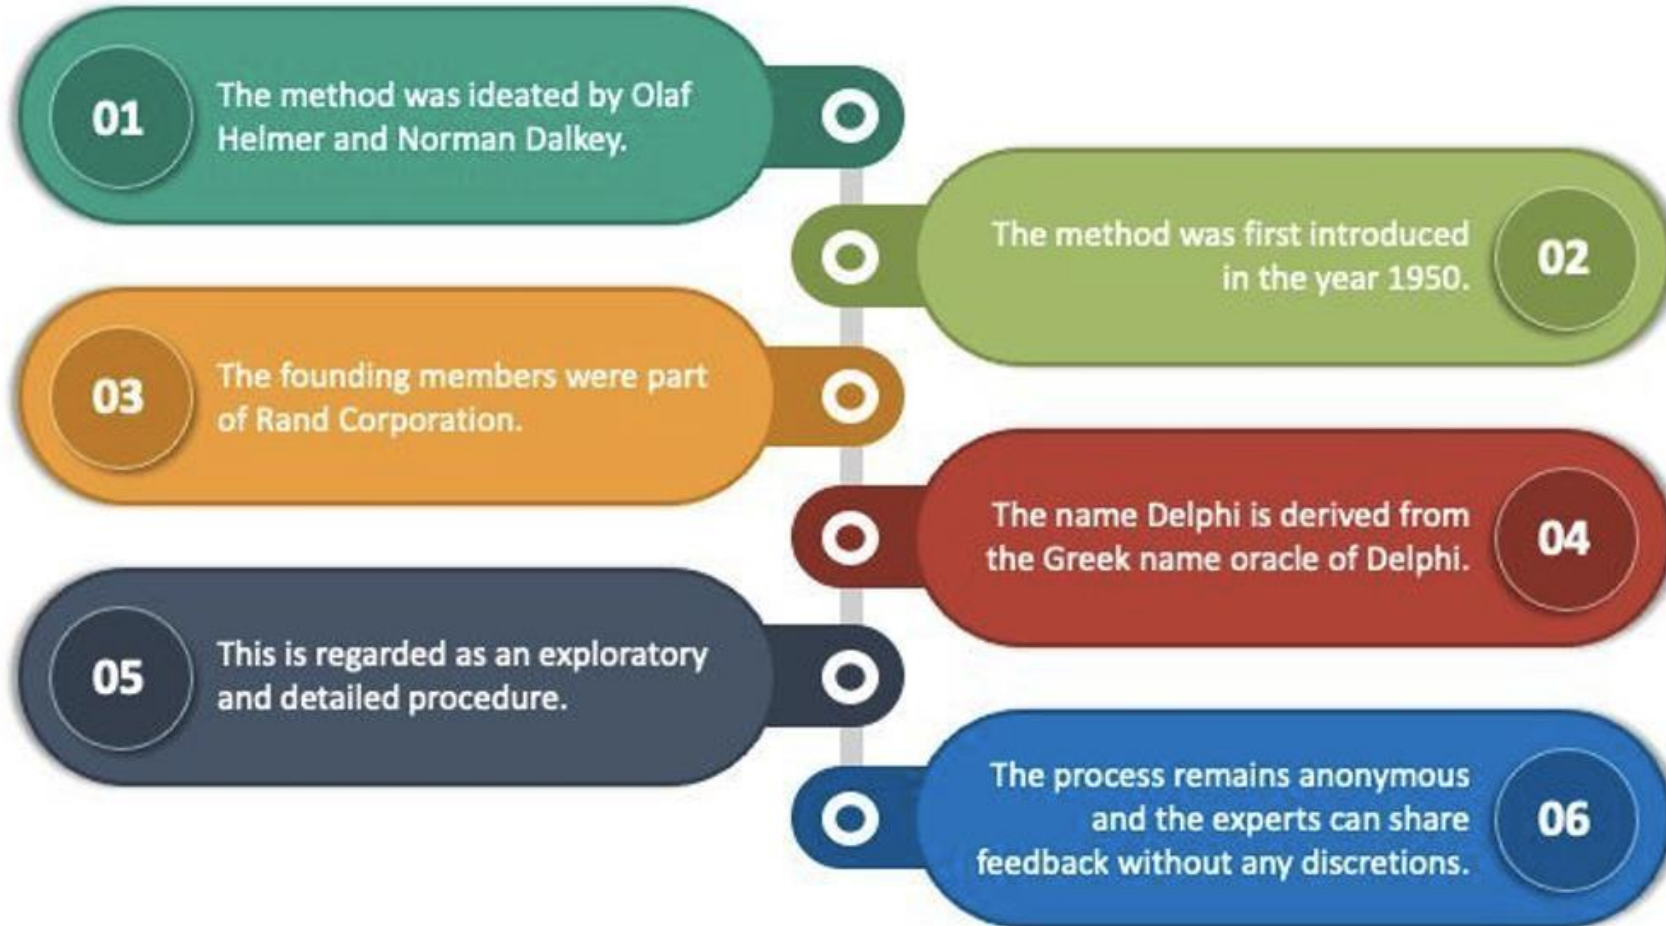 01
The method was ideated by Olaf
Helmer and Norman Dalkey.
The method was first introduced
in the year 1950.
02
03
The founding members were part
of Rand Corporation.
The name Delphi is derived from
the Greek name oracle of Delphi.
04
05
This is regarded as an exploratory
and detailed procedure.
The process remains anonymous
and the experts can share
feedback without any discretions.
06